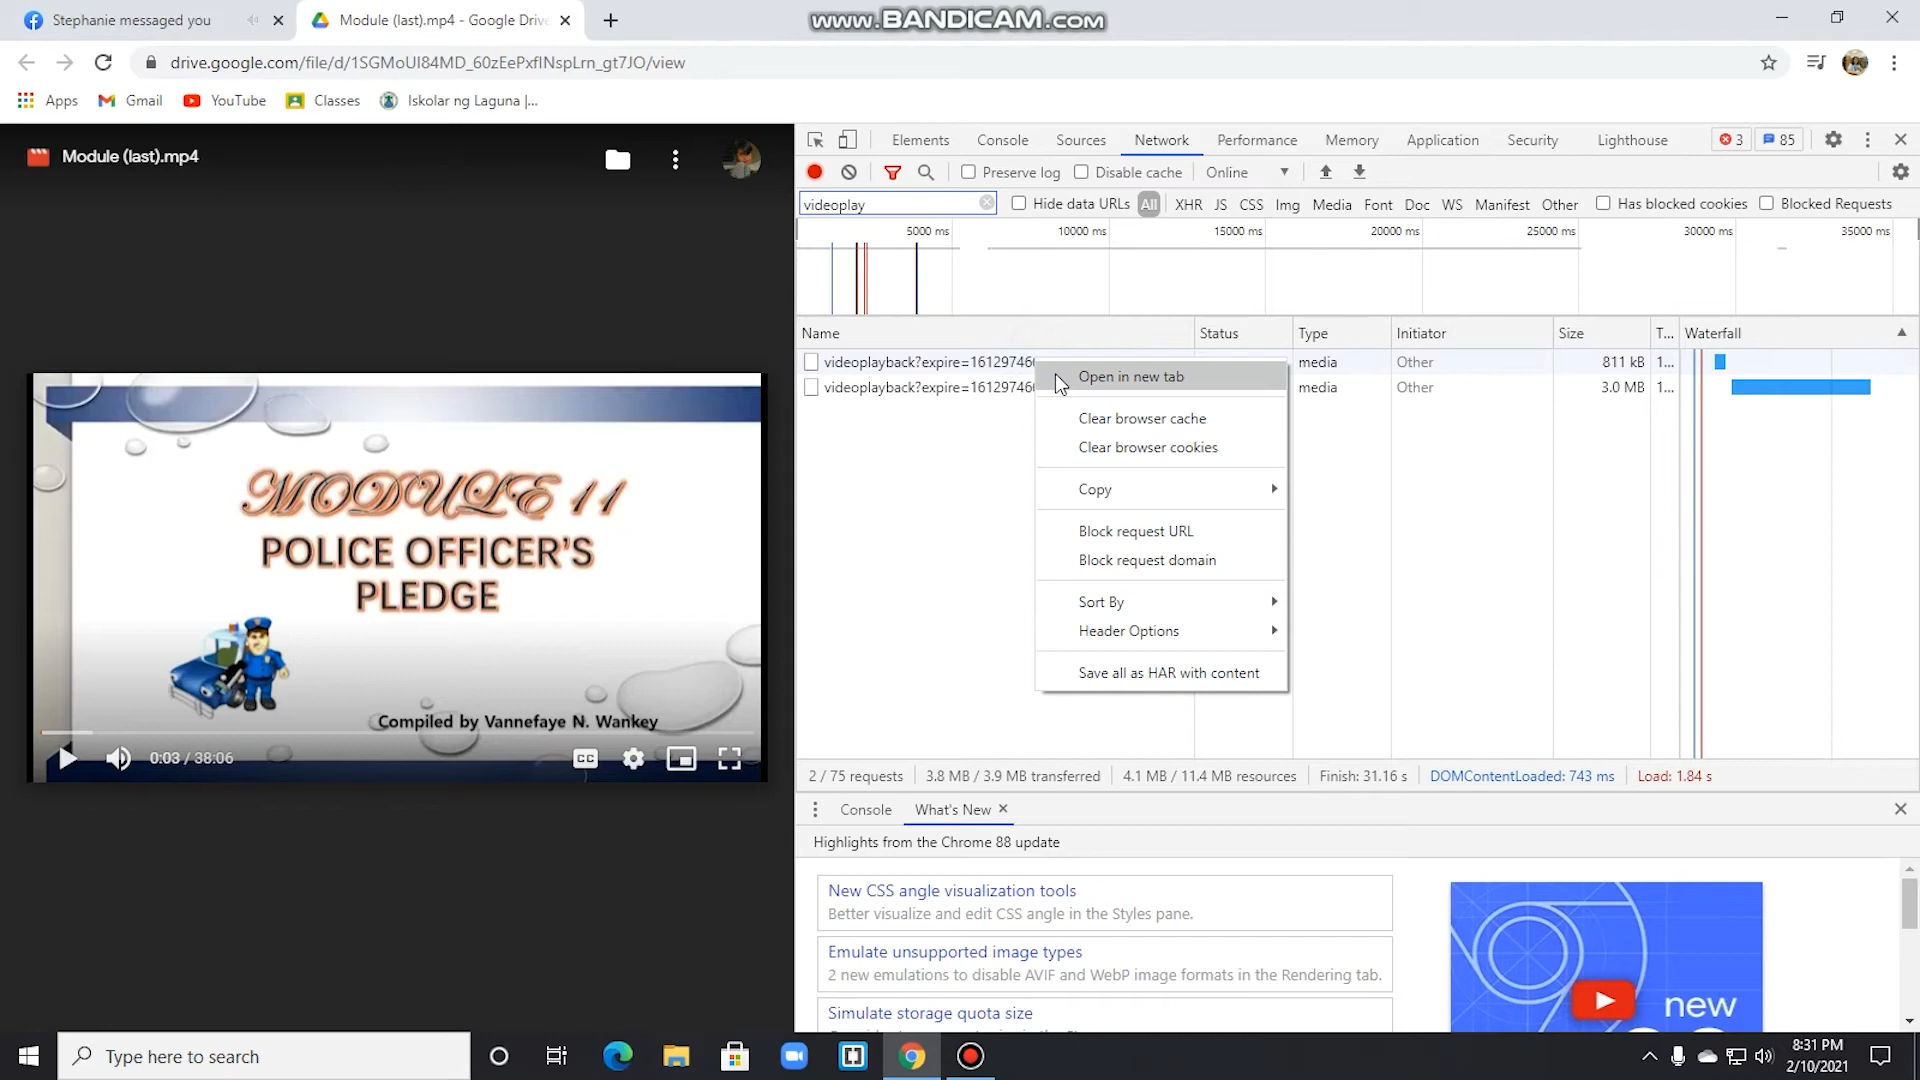 Stephanie messaged you
Module (last).mp4 - Google Drive
www.BANDICAM.com
drive.google.com/file/d/1SGMoUI84MD_60zEePxfINspLrn_gt7JO/view
Apps
Gmail
YouTube
Classes
Iskolar ng Laguna |...
Module (last).mp4
MODULE 11
POLICE OFFICER'S
PLEDGE
Compiled by Vannefaye N. Wankey
0:03 / 38:06
CC
Elements
Console
Sources
Network
Performance
Memory
Application
Security
Lighthouse
3
85
Preserve log
Disable cache
Online
videoplay
Hide data URLs
All
XHR
JS
CSS
Img
Media
Font
Doc
WS
Manifest
Other
Has blocked cookies
Blocked Requests
5000 ms
10000 ms
15000 ms
20000 ms
25000 ms
30000 ms
35000 ms
Name
Status
Type
Initiator
Size
T...
Waterfall
videoplayback?expire=16129746
media
Other
811 kB
1...
videoplayback?expire=16129746
media
Other
3.0 MB
1...
Open in new tab
Clear browser cache
Clear browser cookies
Copy
Block request URL
Block request domain
Sort By
Header Options
Save all as HAR with content
2 / 75 requests
3.8 MB / 3.9 MB transferred
4.1 MB / 11.4 MB resources
Finish: 31.16 s
DOMContentLoaded: 743 ms
Load: 1.84 s
Console
What's New
Highlights from the Chrome 88 update
New CSS angle visualization tools
Better visualize and edit CSS angle in the Styles pane.
Emulate unsupported image types
2 new emulations to disable AVIF and WebP image formats in the Rendering tab.
Simulate storage quota size
new
Type here to search
8:31 PM
2/10/2021